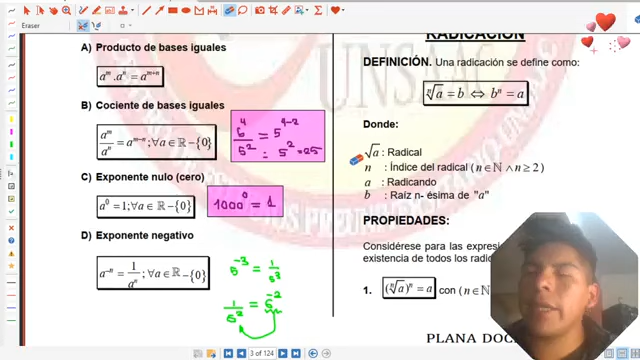 Eraser
A) Producto de bases iguales
a^m . a^n = a^{m+n}
B) Cociente de bases iguales
a^m / a^n = a^{m-n}; ∀a ∈ ℝ - {0}
5^4 / 5^2 = 5^{4-2}
= 5^2 = 25
C) Exponente nulo (cero)
a^0 = 1; ∀a ∈ ℝ - {0}
1000^0 = 1
D) Exponente negativo
a^{-n} = 1 / a^n; ∀a ∈ ℝ - {0}
5^{-3} = 1 / 5^3
1 / 5^2 = 5^{-2}
RADICACIÓN
DEFINICIÓN: Una radicación se define como:
ⁿ√a = b ⇔ b^n = a
Donde:
√a : Radical
n : Índice del radical (n ∈ ℕ ∧ n ≥ 2)
a : Radicando
b : Raíz n-ésima de "a"
PROPIEDADES:
Considérese para las expres
existencia de todos los radic
1. (ⁿ√a)^n = a con (n ∈ ℕ
PLANA DOC
3 of 124